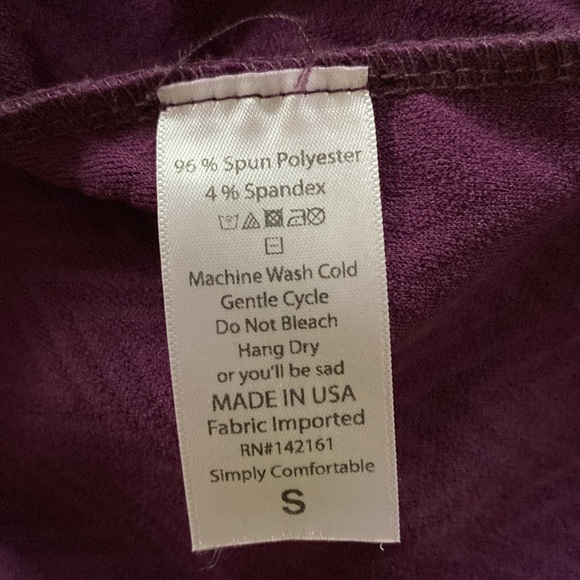 96 % Spun Polyester
4 % Spandex
Machine Wash Cold
Gentle Cycle
Do Not Bleach
Hang Dry
or you'll be sad
MADE IN USA
Fabric Imported
RN#142161
Simply Comfortable
S